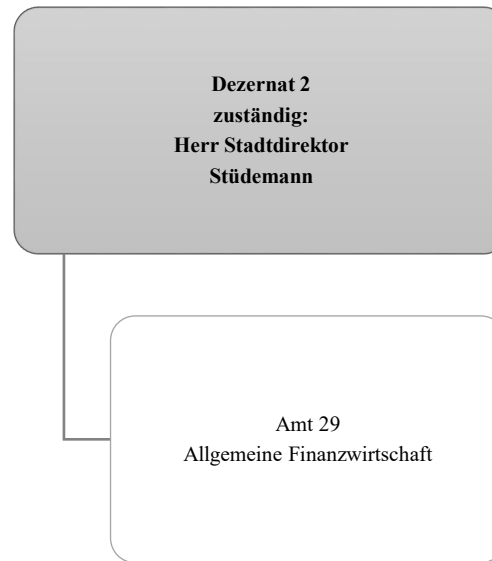 Dezernat 2
zuständig:
Herr Stadtdirektor
Stüdemann
Amt 29
Allgemeine Finanzwirtschaft